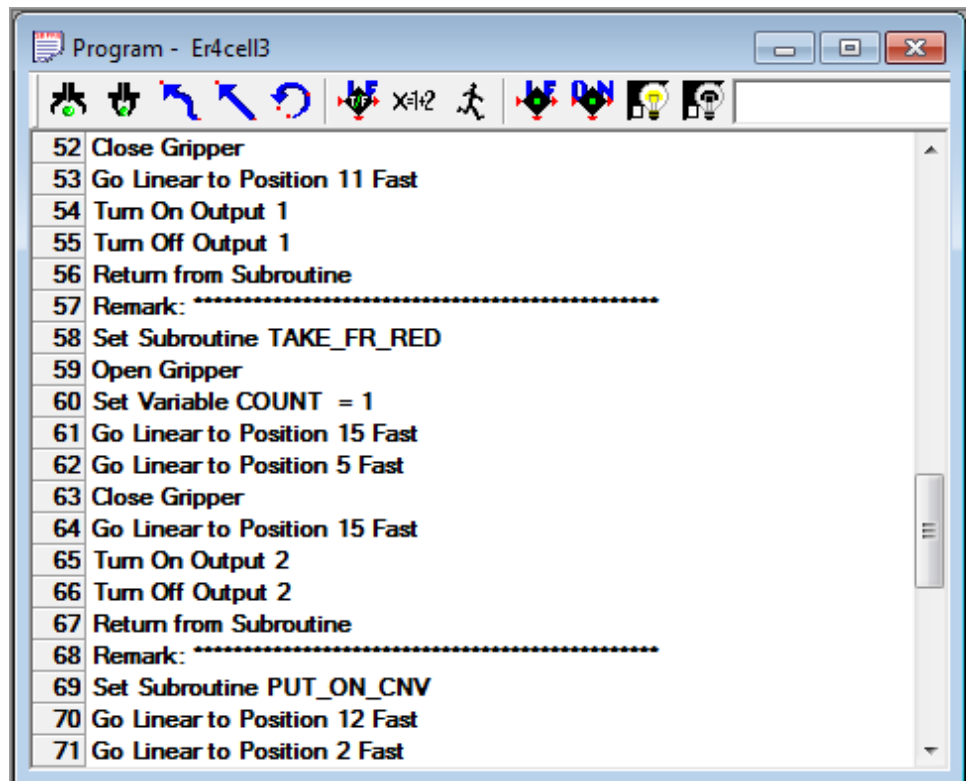 Program - Er4cell3
IF X=1+2 IF ON
52 Close Gripper
53 Go Linear to Position 11 Fast
54 Turn On Output 1
55 Turn Off Output 1
56 Return from Subroutine
57 Remark: ***********************************************
58 Set Subroutine TAKE_FR_RED
59 Open Gripper
60 Set Variable COUNT  = 1
61 Go Linear to Position 15 Fast
62 Go Linear to Position 5 Fast
63 Close Gripper
64 Go Linear to Position 15 Fast
65 Turn On Output 2
66 Turn Off Output 2
67 Return from Subroutine
68 Remark: ***********************************************
69 Set Subroutine PUT_ON_CNV
70 Go Linear to Position 12 Fast
71 Go Linear to Position 2 Fast